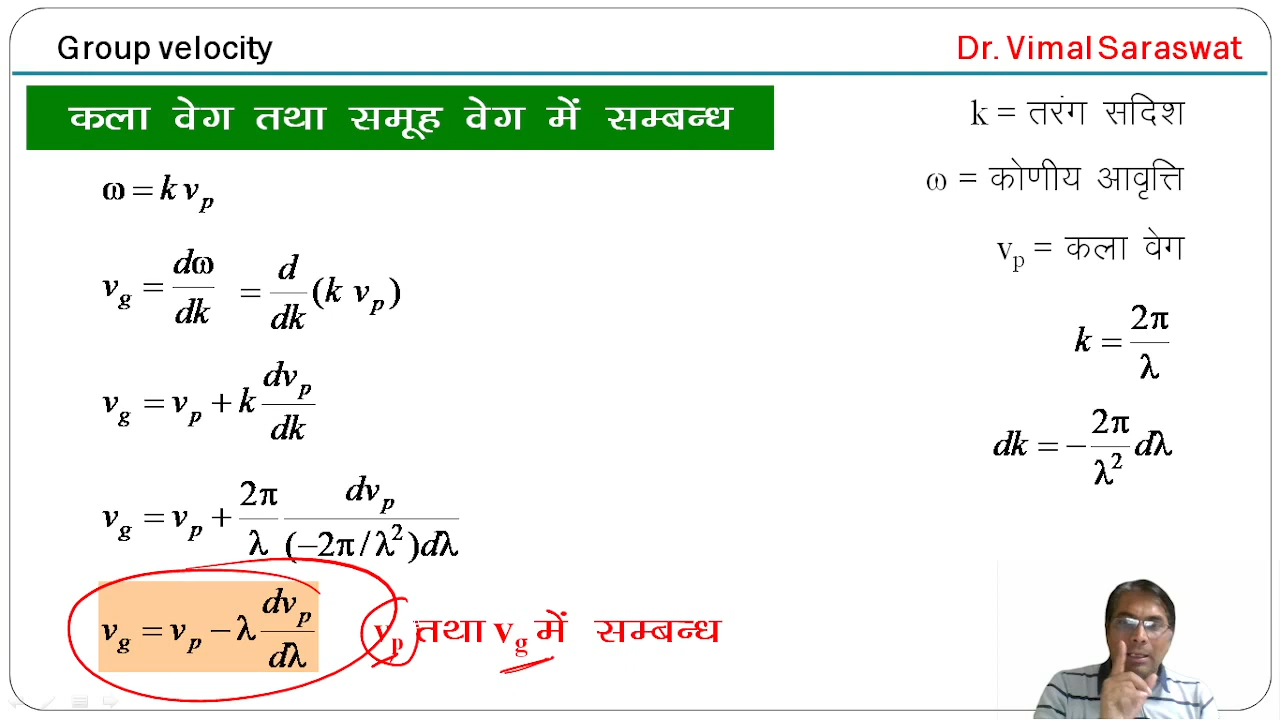 Group velocity
Dr. Vimal Saraswat
कला वेग तथा समूह वेग में सम्बन्ध
ω = k v_p
v_g = dω/dk = d/dk (k v_p)
v_g = v_p + k dv_p/dk
v_g = v_p + 2π/λ dv_p/((−2π/λ²)dλ)
v_g = v_p − λ dv_p/dλ
v_p तथा v_g में सम्बन्ध
k = तरंग सदिश
ω = कोणीय आवृत्ति
v_p = कला वेग
k = 2π/λ
dk = − 2π/λ² dλ